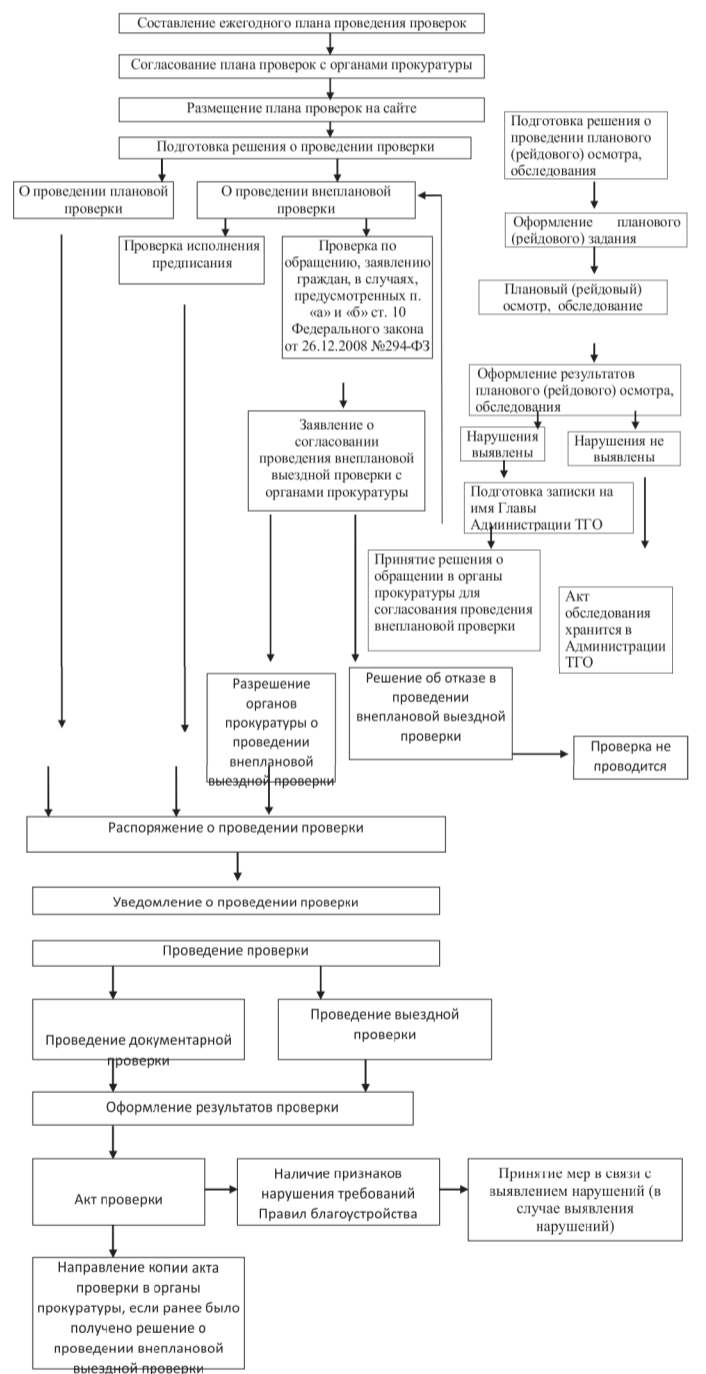 Составление ежегодного плана проведения проверок
Согласование плана проверок с органами прокуратуры
Размещение плана проверок на сайте
Подготовка решения о проведении проверки
О проведении плановой
проверки
О проведении внеплановой
проверки
Проверка исполнения
предписания
Проверка по
обращению, заявлению
граждан, в случаях,
предусмотренных п.
«а» и «б» ст. 10
Федерального закона
от 26.12.2008 №294-ФЗ
Заявление о
согласовании
проведения внеплановой
выездной проверки с
органами прокуратуры
Подготовка решения о
проведении планового
(рейдового) осмотра,
обследования
Оформление планового
(рейдового) задания
Плановый (рейдовый)
осмотр, обследование
Оформление результатов
планового (рейдового) осмотра,
обследования
Нарушения
выявлены
Нарушения не
выявлены
Подготовка записки на
имя Главы
Администрации ТГО
Принятие решения о
обращении в органы
прокуратуры для
согласования проведения
внеплановой проверки
Акт
обследования
хранится в
Администрации
ТГО
Разрешение
органов
прокуратуры о
проведении
внеплановой
выездной проверки
Решение об отказе в
проведении
внеплановой выездной
проверки
Проверка не
проводится
Распоряжение о проведении проверки
Уведомление о проведении проверки
Проведение проверки
Проведение документарной
проверки
Проведение выездной
проверки
Оформление результатов проверки
Акт проверки
Наличие признаков
нарушения требований
Правил благоустройства
Принятие мер в связи с
выявлением нарушений (в
случае выявления
нарушений)
Направление копии акта
проверки в органы
прокуратуры, если ранее было
получено решение о
проведении внеплановой
выездной проверки